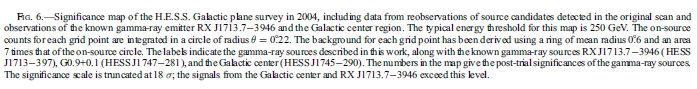 FIG. 6.—Significance map of the H.E.S.S. Galactic plane survey in 2004, including data from reobservations of source candidates detected in the original scan and
observations of the known gamma-ray emitter RX J1713.7−3946 and the Galactic center region. The typical energy threshold for this map is 250 GeV. The on-source
counts for each grid point are integrated in a circle of radius θ = 0°.22. The background for each grid point has been derived using a ring of mean radius 0°.6 and an area
7 times that of the on-source circle. The labels indicate the gamma-ray sources described in this work, along with the known gamma-ray sources RX J1713.7−3946 (HESS
J1713−397), G0.9+0.1 (HESS J1747−281), and the Galactic center (HESS J1745−290). The numbers in the map give the post-trial significances of the gamma-ray sources.
The significance scale is truncated at 18 σ; the signals from the Galactic center and RX J1713.7−3946 exceed this level.